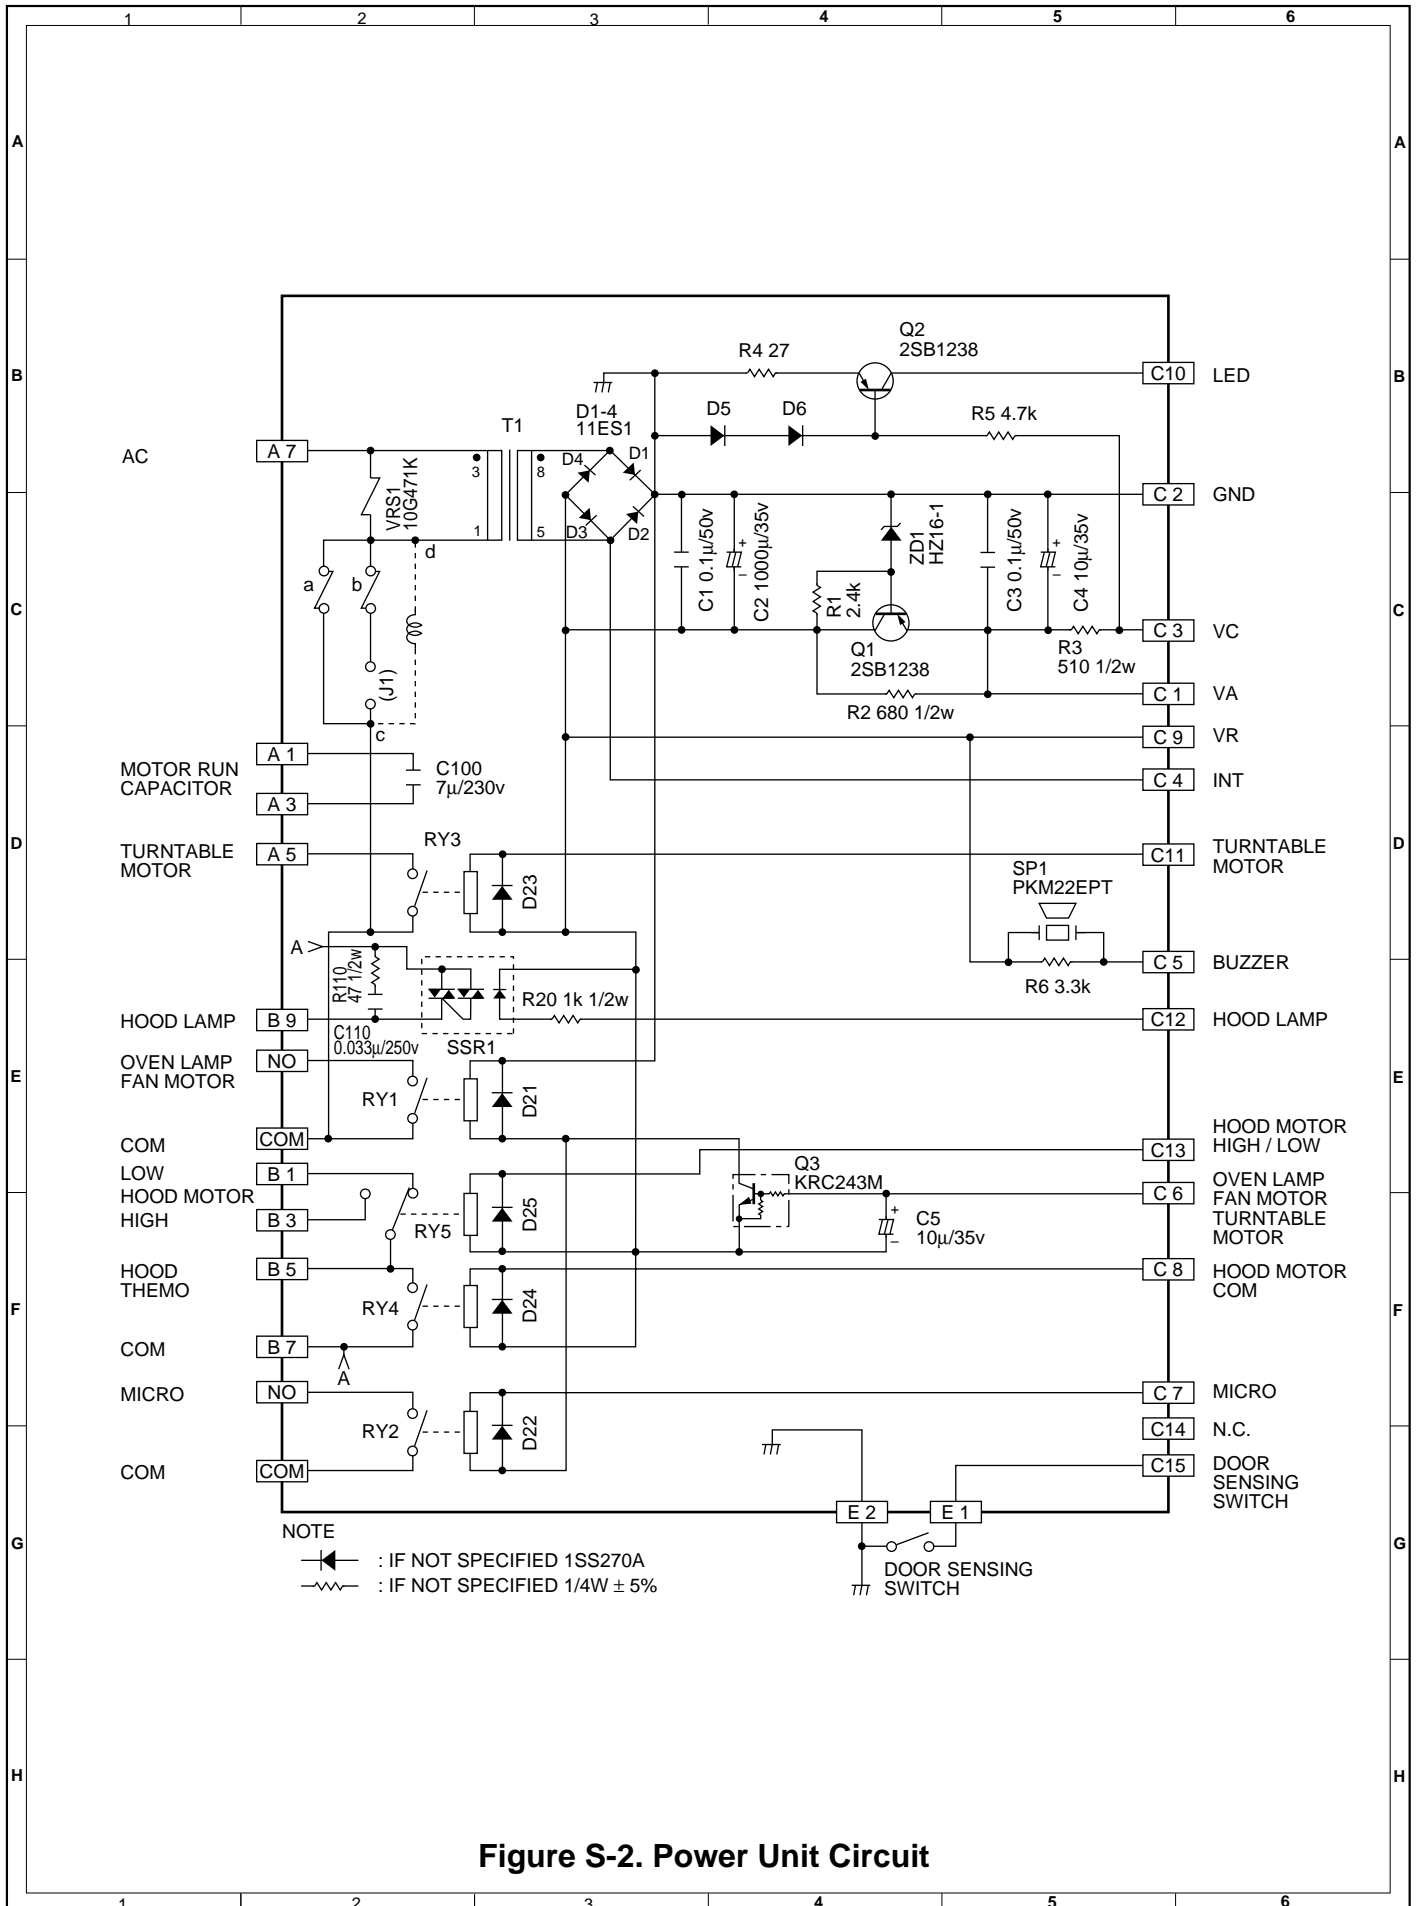 1 2 3 4 5 6
A A
B B
C C
D D
E E
F F
G G
H H
Q2
2SB1238
R4 27
C10 LED
D1-4
11ES1
D5 D6
R5 4.7k
T1
AC
A 7
VRS1
10G471K
3
1
8
5
D4
D1
D3
D2
C 2 GND
C1 0.1µ/50v
C2 1000µ/35v
ZD1
HZ16-1
C3 0.1µ/50v
C4 10µ/35v
a
b
d
R1
2.4k
Q1
2SB1238
R3
510 1/2w
C 3 VC
(J1)
c
R2 680 1/2w
C 1 VA
C 9 VR
MOTOR RUN
CAPACITOR
A 1
A 3
C100
7µ/230v
C 4 INT
TURNTABLE
MOTOR
A 5
RY3
D23
C11
TURNTABLE
MOTOR
SP1
PKM22EPT
A
R110
47 1/2w
R20 1k 1/2w
R6 3.3k
C 5 BUZZER
HOOD LAMP
B 9
C110
0.033µ/250v
SSR1
C12 HOOD LAMP
OVEN LAMP
FAN MOTOR
NO
RY1
D21
COM
COM
C13
HOOD MOTOR
HIGH / LOW
LOW
B 1
HOOD MOTOR
HIGH
B 3
RY5
D25
Q3
KRC243M
C5
10µ/35v
C 6
OVEN LAMP
FAN MOTOR
TURNTABLE
MOTOR
HOOD
THEMO
B 5
RY4
D24
C 8
HOOD MOTOR
COM
COM
B 7
A
MICRO
NO
RY2
D22
C 7 MICRO
C14 N.C.
COM
COM
C15
DOOR
SENSING
SWITCH
E 2
E 1
DOOR SENSING
SWITCH
NOTE
: IF NOT SPECIFIED 1SS270A
: IF NOT SPECIFIED 1/4W ± 5%
Figure S-2. Power Unit Circuit
1 2 3 4 5 6